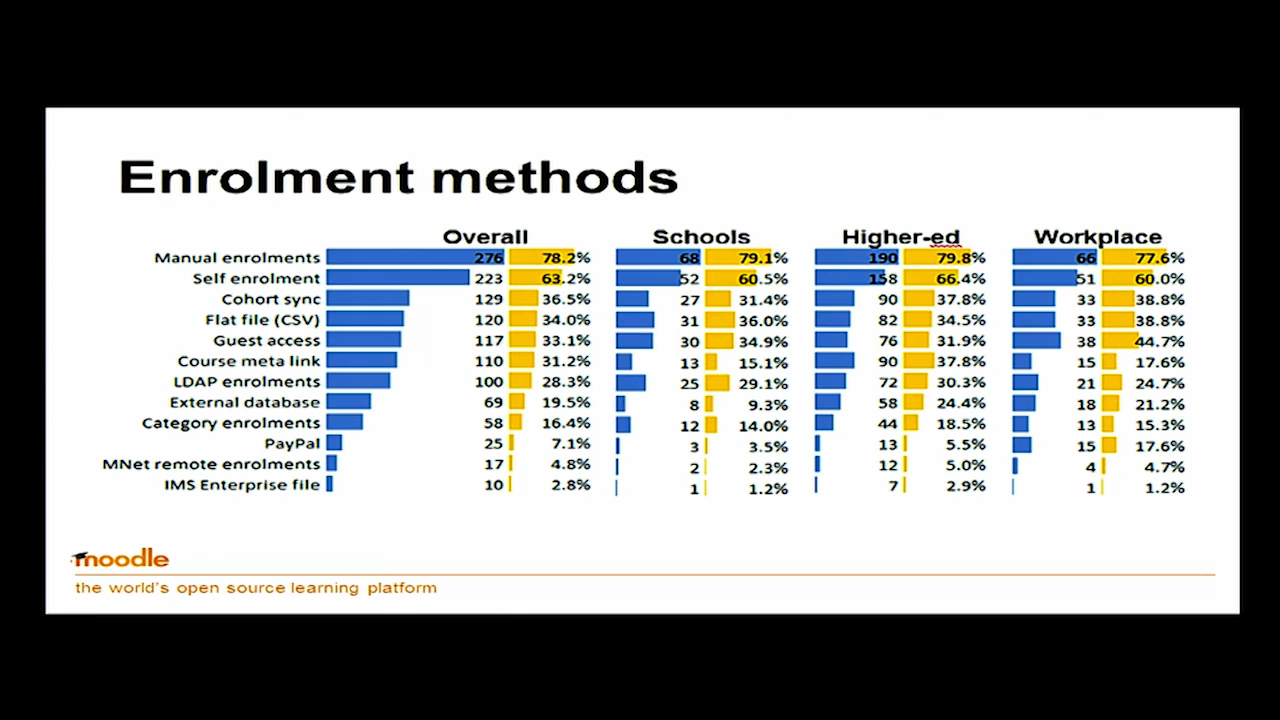 Enrolment methods
Overall Schools Higher-ed Workplace
Manual enrolments 276 78.2% 68 79.1% 190 79.8% 66 77.6%
Self enrolment 223 63.2% 52 60.5% 158 66.4% 51 60.0%
Cohort sync 129 36.5% 27 31.4% 90 37.8% 33 38.8%
Flat file (CSV) 120 34.0% 31 36.0% 82 34.5% 33 38.8%
Guest access 117 33.1% 30 34.9% 76 31.9% 38 44.7%
Course meta link 110 31.2% 13 15.1% 90 37.8% 15 17.6%
LDAP enrolments 100 28.3% 25 29.1% 72 30.3% 21 24.7%
External database 69 19.5% 8 9.3% 58 24.4% 18 21.2%
Category enrolments 58 16.4% 12 14.0% 44 18.5% 13 15.3%
PayPal 25 7.1% 3 3.5% 13 5.5% 15 17.6%
MNet remote enrolments 17 4.8% 2 2.3% 12 5.0% 4 4.7%
IMS Enterprise file 10 2.8% 1 1.2% 7 2.9% 1 1.2%
moodle
the world's open source learning platform